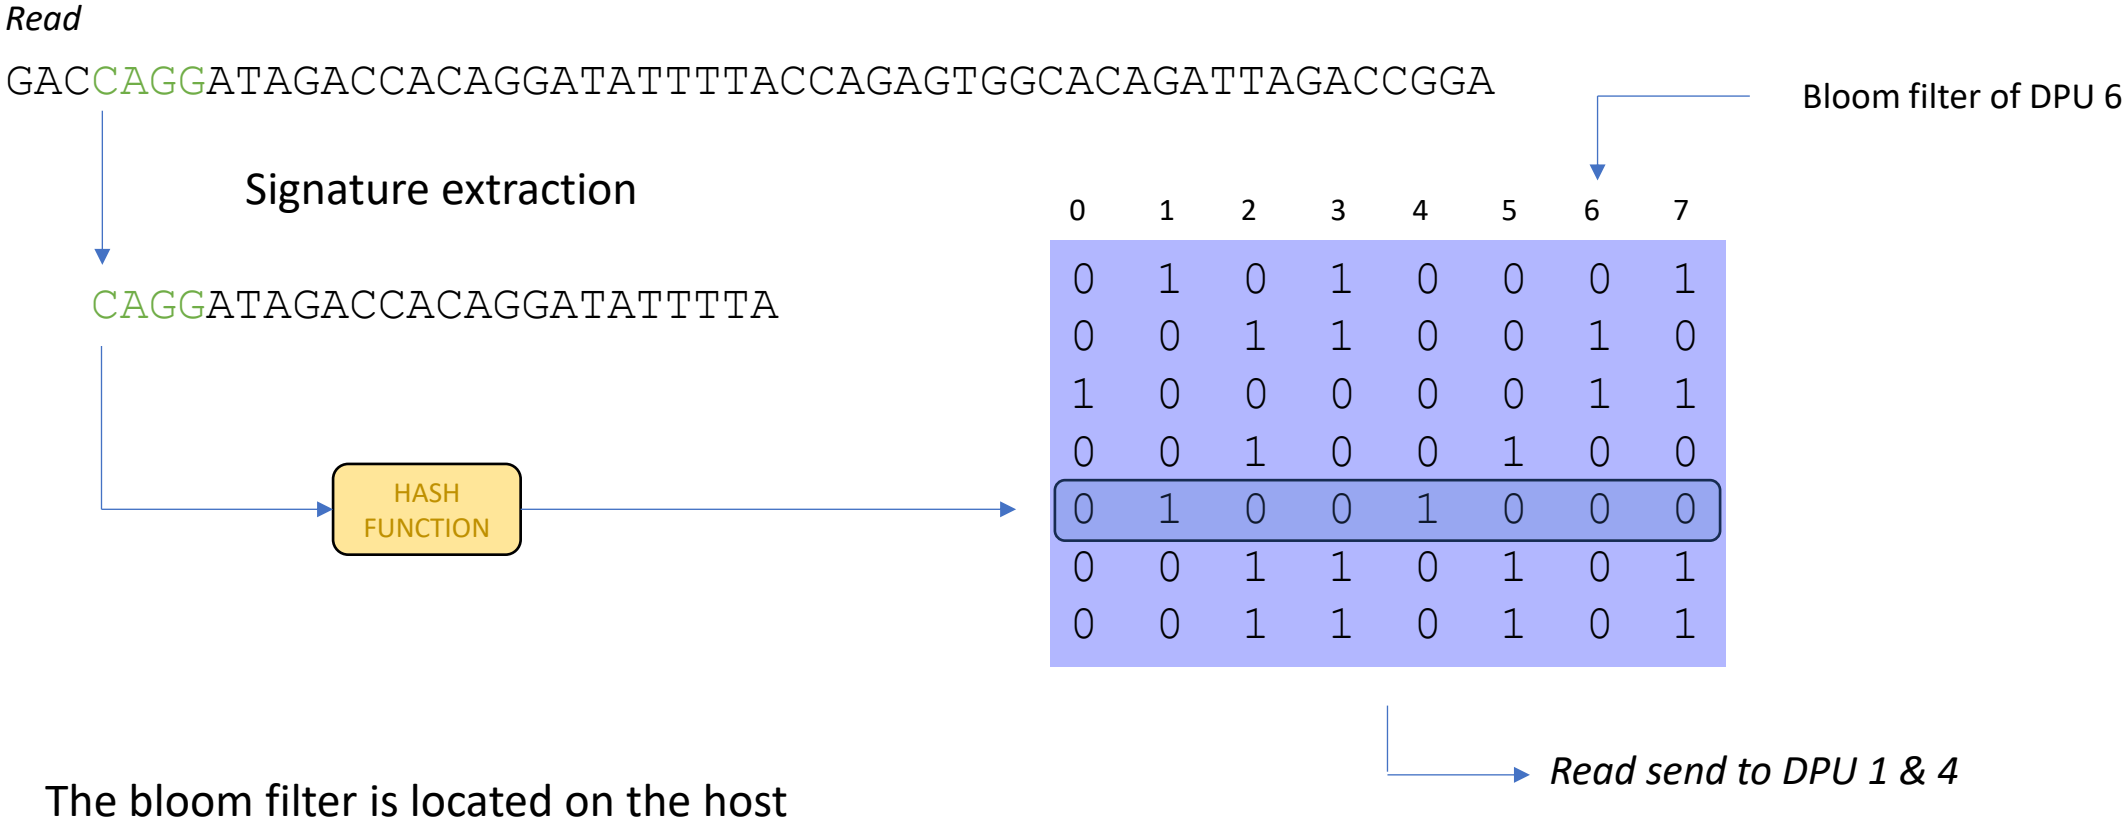 Read
GACCAGGATAGACCACAGGATATTTTACCAGAGTGGCACAGATTAGACCGGA
Bloom filter of DPU 6
Signature extraction
0 1 2 3 4 5 6 7
CAGGATAGACCACAGGATATTTTA
0 1 0 1 0 0 0 1
0 0 1 1 0 0 1 0
1 0 0 0 0 0 1 1
0 0 1 0 0 1 0 0
HASH
FUNCTION
0 1 0 0 1 0 0 0
0 0 1 1 0 1 0 1
0 0 1 1 0 1 0 1
Read send to DPU 1 & 4
The bloom filter is located on the host